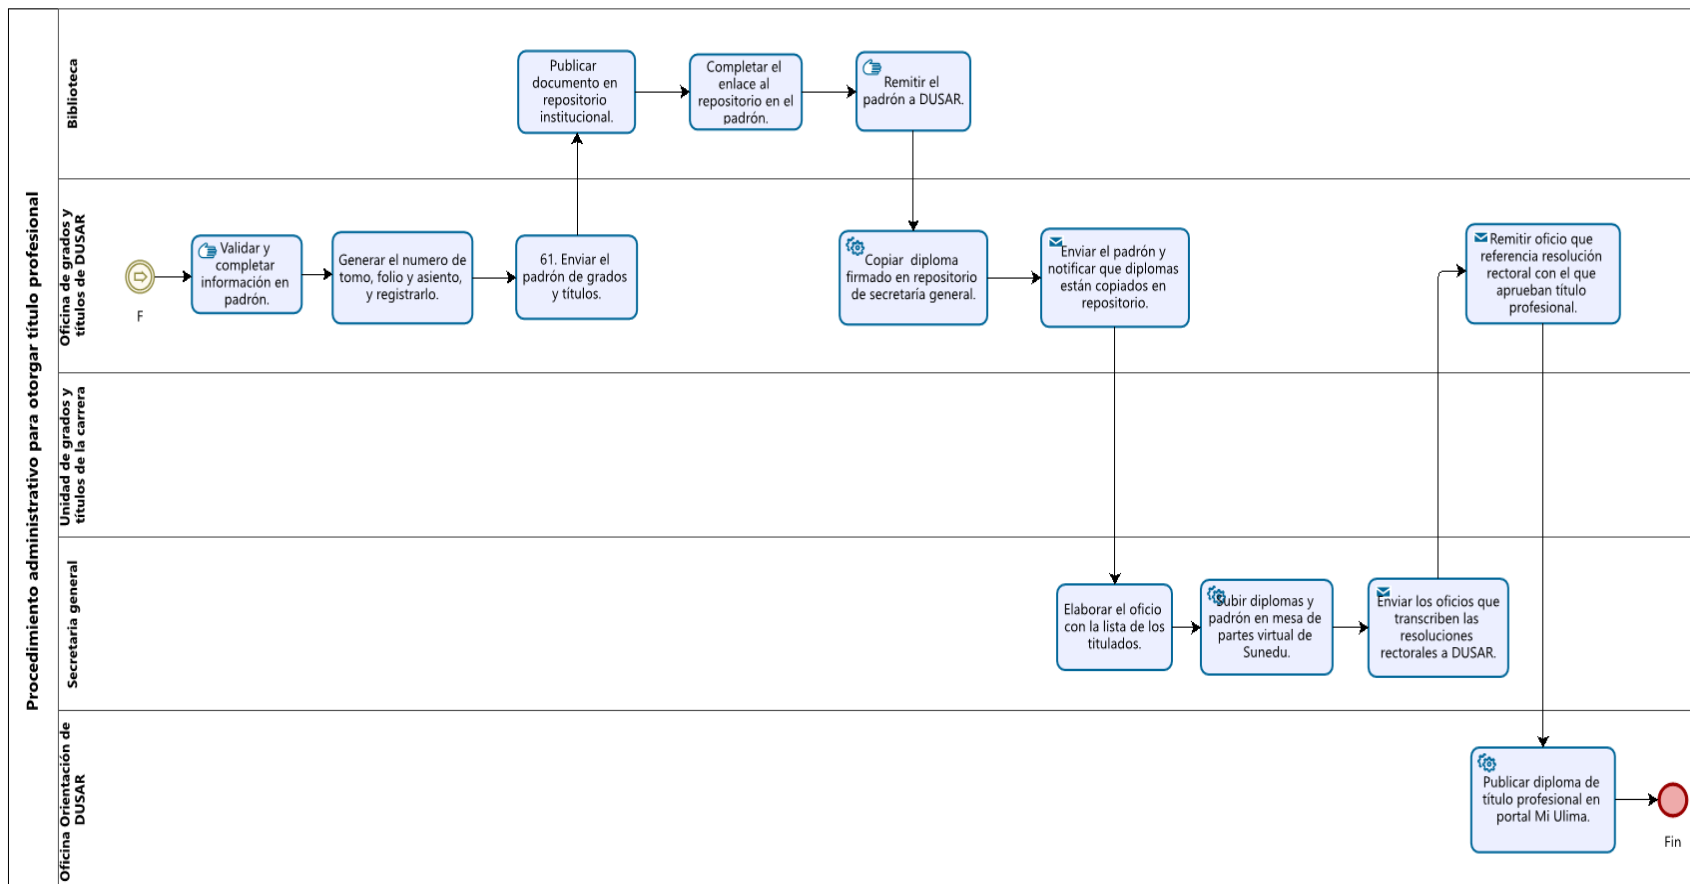 Procedimiento administrativo para otorgar título profesional
Biblioteca
Publicar
documento en
repositorio
institucional.
Completar el
enlace al
repositorio en el
padrón.
Remitir el
padrón a DUSAR.
Oficina de grados y
títulos de DUSAR
F
Validar y
completar
información en
padrón.
Generar el numero de
tomo, folio y asiento,
y registrarlo.
61. Enviar el
padrón de grados
y títulos.
Copiar diploma
firmado en repositorio
de secretaría general.
Enviar el padrón y
notificar que diplomas
están copiados en
repositorio.
Remitir oficio que
referencia resolución
rectoral con el que
aprueban título
profesional.
Unidad de grados y
títulos de la carrera
Secretaria general
Elaborar el oficio
con la lista de los
titulados.
Subir diplomas y
padrón en mesa de
partes virtual de
Sunedu.
Enviar los oficios que
transcriben las
resoluciones
rectorales a DUSAR.
Oficina Orientación de
DUSAR
Publicar diploma de
título profesional en
portal Mi Ulima.
Fin